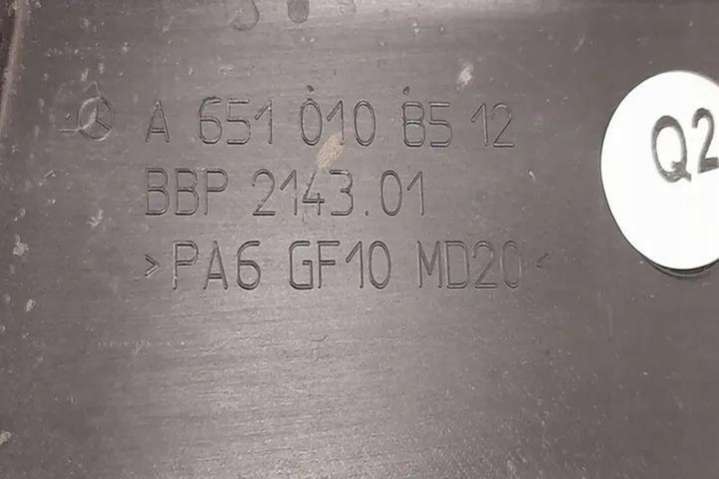 A 651 010 85 12
BBP 2143.01
>PA6 GF10 MD20<
Q2